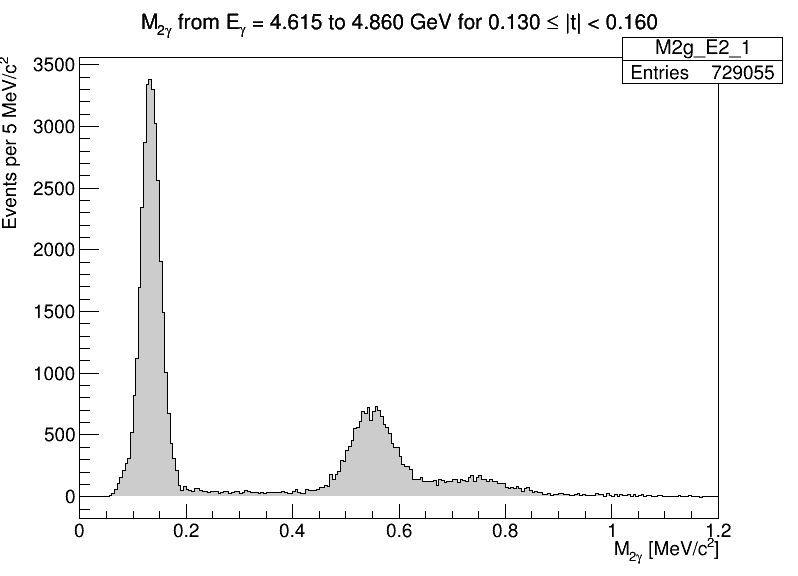 M₂γ from Eγ = 4.615 to 4.860 GeV for 0.130 ≤ |t| < 0.160
M2g_E2_1
Entries 729055
Events per 5 MeV/c²
3500
3000
2500
2000
1500
1000
500
0
0 0.2 0.4 0.6 0.8 1 1.2
M₂γ [MeV/c²]